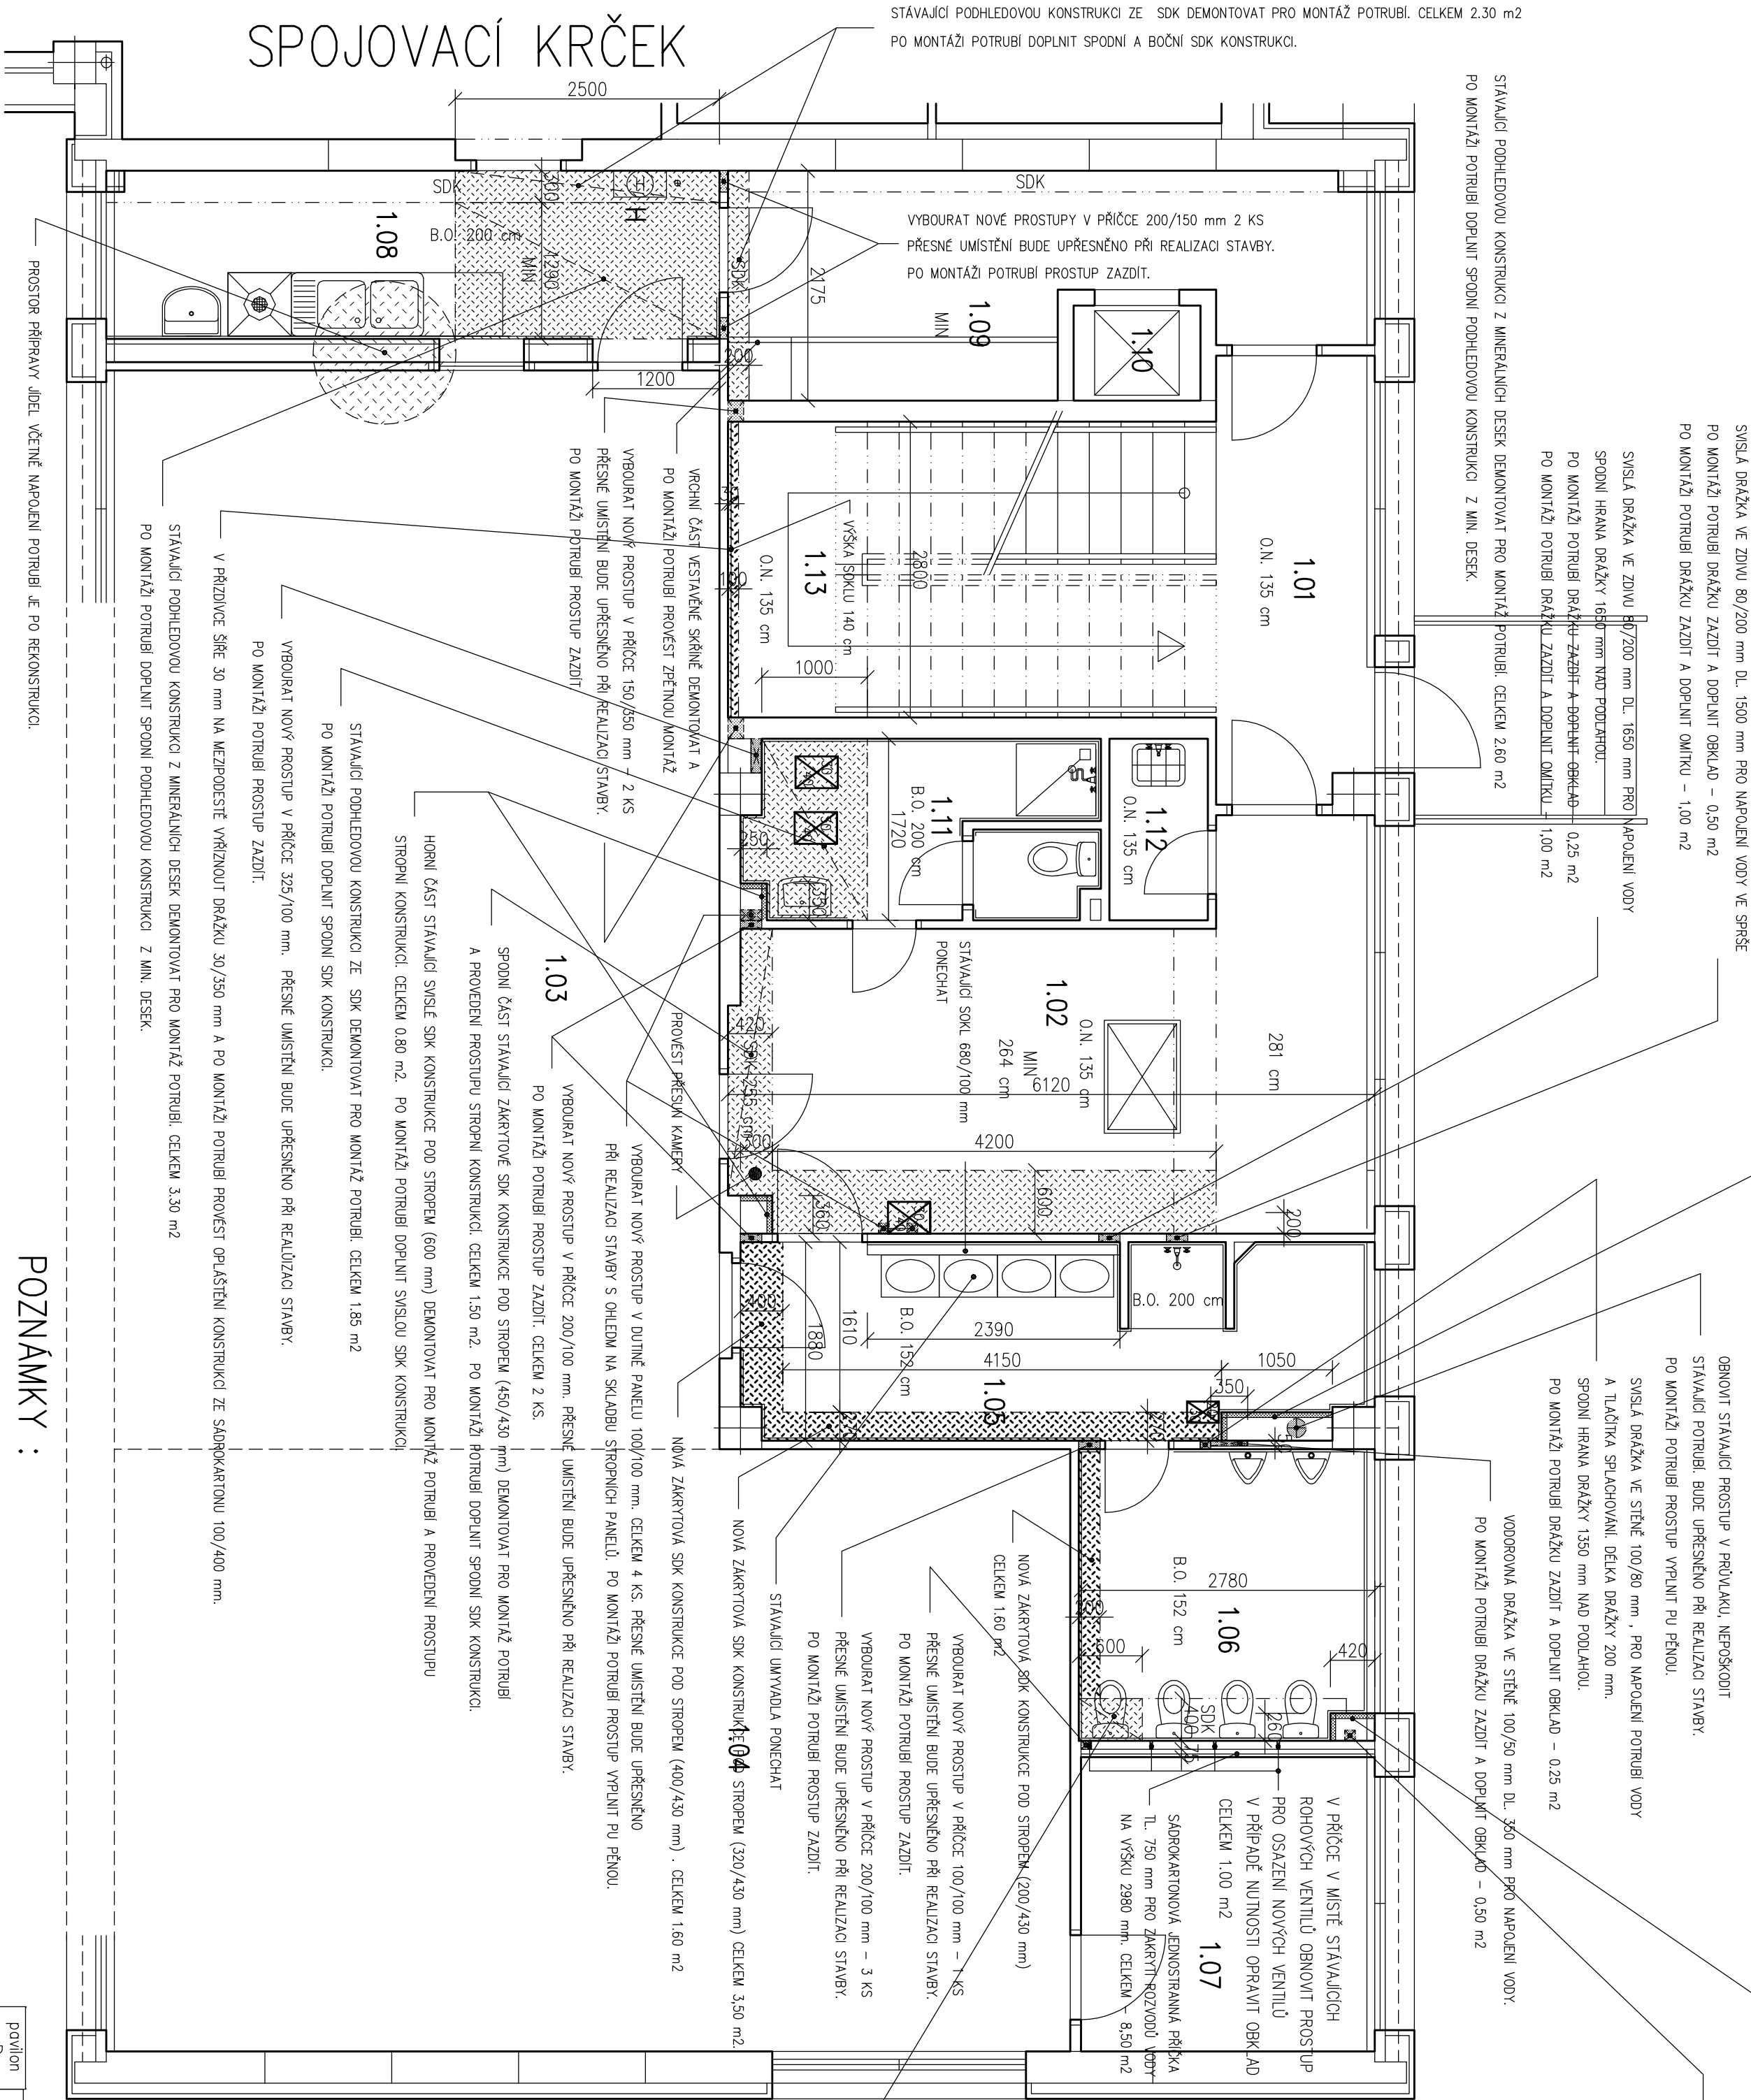 SPOJOVACÍ KRČEK
STÁVAJÍCÍ PODHLEDOVOU KONSTRUKCI ZE SDK DEMONTOVAT PRO MONTÁŽ POTRUBÍ. CELKEM 2.30 m2
PO MONTÁŽI POTRUBÍ DOPLNIT SPODNÍ A BOČNÍ SDK KONSTRUKCI.
2500
SDK
SDK
VYBOURAT NOVÉ PROSTUPY V PŘÍČCE 200/150 mm 2 KS
PŘESNÉ UMÍSTĚNÍ BUDE UPŘESNĚNO PŘI REALIZACI STAVBY.
PO MONTÁŽI POTRUBÍ PROSTUP ZAZDÍT.
1.08
B.O. 200 cm
300
H
H
1290
MIN
SDK
2175
1.09
MIN
1.10
200
1200
STÁVAJÍCÍ PODHLEDOVOU KONSTRUKCI Z MINERÁLNÍCH DESEK DEMONTOVAT PRO MONTÁŽ POTRUBÍ. CELKEM 2.60 m2
PO MONTÁŽI POTRUBÍ DOPLNIT SPODNÍ PODHLEDOVOU KONSTRUKCI Z MIN. DESEK.
SVISLÁ DRÁŽKA VE ZDIVU 80/200 mm DL. 1500 mm PRO NAPOJENÍ VODY VE SPRŠE
PO MONTÁŽI POTRUBÍ DRÁŽKU ZAZDÍT A DOPLNIT OBKLAD – 0,50 m2
PO MONTÁŽI POTRUBÍ DRÁŽKU ZAZDÍT A DOPLNIT OMÍTKU – 1,00 m2
SVISLÁ DRÁŽKA VE ZDIVU 80/200 mm DL. 1650 mm PRO NAPOJENÍ VODY
SPODNÍ HRANA DRÁŽKY 1650 mm NAD PODLAHOU.
PO MONTÁŽI POTRUBÍ DRÁŽKU ZAZDÍT A DOPLNIT OBKLAD – 0,25 m2
PO MONTÁŽI POTRUBÍ DRÁŽKU ZAZDÍT A DOPLNIT OMÍTKU – 1,00 m2
1.01
O.N. 135 cm
2800
VÝŠKA SOKLU 140 cm
1.13
O.N. 135 cm
1000
VRCHNÍ ČÁST VESTAVĚNÉ SKŘÍNĚ DEMONTOVAT A
PO MONTÁŽI POTRUBÍ PROVÉST ZPĚTNOU MONTÁŽ
VYBOURAT NOVÝ PROSTUP V PŘÍČCE 150/350 mm – 2 KS
PŘESNÉ UMÍSTĚNÍ BUDE UPŘESNĚNO PŘI REALIZACI STAVBY.
PO MONTÁŽI POTRUBÍ PROSTUP ZAZDÍT.
PROSTOR PŘÍPRAVY JÍDEL VČETNĚ NAPOJENÍ POTRUBÍ JE PO REKONSTRUKCI.
STÁVAJÍCÍ PODHLEDOVOU KONSTRUKCI Z MINERÁLNÍCH DESEK DEMONTOVAT PRO MONTÁŽ POTRUBÍ. CELKEM 3.30 m2
PO MONTÁŽI POTRUBÍ DOPLNIT SPODNÍ PODHLEDOVOU KONSTRUKCI Z MIN. DESEK.
V PŘIZDÍVCE ŠÍŘE 30 mm NA MEZIPODESTĚ VYŘÍZNOUT DRÁŽKU 30/350 mm A PO MONTÁŽI POTRUBÍ PROVÉST OPLÁŠTĚNÍ KONSTRUKCÍ ZE SÁDROKARTONU 100/400 mm.
VYBOURAT NOVÝ PROSTUP V PŘÍČCE 325/100 mm. PŘESNÉ UMÍSTĚNÍ BUDE UPŘESNĚNO PŘI REALŮIZACI STAVBY.
PO MONTÁŽI POTRUBÍ PROSTUP ZAZDÍT.
STÁVAJÍCÍ PODHLEDOVOU KONSTRUKCI ZE SDK DEMONTOVAT PRO MONTÁŽ POTRUBÍ. CELKEM 1.85 m2
PO MONTÁŽI POTRUBÍ DOPLNIT SPODNÍ SDK KONSTRUKCI.
HORNÍ ČÁST STÁVAJÍCÍ SVISLÉ SDK KONSTRUKCE POD STROPEM (600 mm) DEMONTOVAT PRO MONTÁŽ POTRUBÍ A PROVEDENÍ PROSTUPU
STROPNÍ KONSTRUKCÍ. CELKEM 0.80 m2. PO MONTÁŽI POTRUBÍ DOPLNIT SVISLOU SDK KONSTRUKCI.
SPODNÍ ČÁST STÁVAJÍCÍ ZÁKRYTOVÉ SDK KONSTRUKCE POD STROPEM (450/430 mm) DEMONTOVAT PRO MONTÁŽ POTRUBÍ
A PROVEDENÍ PROSTUPU STROPNÍ KONSTRUKCÍ. CELKEM 1.50 m2. PO MONTÁŽI POTRUBÍ DOPLNIT SPODNÍ SDK KONSTRUKCI.
1.03
VYBOURAT NOVÝ PROSTUP V PŘÍČCE 200/100 mm. PŘESNÉ UMÍSTĚNÍ BUDE UPŘESNĚNO PŘI REALIZACI STAVBY.
PO MONTÁŽI POTRUBÍ PROSTUP ZAZDÍT. CELKEM 2 KS.
VYBOURAT NOVÝ PROSTUP V DUTINĚ PANELU 100/100 mm. CELKEM 4 KS. PŘESNÉ UMÍSTĚNÍ BUDE UPŘESNĚNO
PŘI REALIZACI STAVBY S OHLEDM NA SKLADBU STROPNÍCH PANELŮ. PO MONTÁŽI POTRUBÍ PROSTUP VYPLNIT PU PĚNOU.
PROVÉST PŘESUN KAMERY
NOVÁ ZÁKRYTOVÁ SDK KONSTRUKCE POD STROPEM (400/430 mm) . CELKEM 1.60 m2
NOVÁ ZÁKRYTOVÁ SDK KONSTRUKCE POD STROPEM (320/430 mm) CELKEM 3,50 m2.
1.04
STÁVAJÍCÍ UMYVADLA PONECHAT
1.11
B.O. 200 cm
1720
250
350
1.12
O.N. 135 cm
1.02
O.N. 135 cm
MIN
264 cm
281 cm
6120
4200
STÁVAJÍCÍ SOKL 680/100 mm
PONECHAT
420
SDK 255 cm
300
360
600
200
B.O. 200 cm
B.O. 152 cm
2390
1610
1880
400
4150
1050
350
1.05
VYBOURAT NOVÝ PROSTUP V PŘÍČCE 200/100 mm – 3 KS
PŘESNÉ UMÍSTĚNÍ BUDE UPŘESNĚNO PŘI REALIZACI STAVBY.
PO MONTÁŽI POTRUBÍ PROSTUP ZAZDÍT.
VYBOURAT NOVÝ PROSTUP V PŘÍČCE 100/100 mm – 1 KS
PŘESNÉ UMÍSTĚNÍ BUDE UPŘESNĚNO PŘI REALIZACI STAVBY.
PO MONTÁŽI POTRUBÍ PROSTUP ZAZDÍT.
NOVÁ ZÁKRYTOVÁ SDK KONSTRUKCE POD STROPEM (200/430 mm)
CELKEM 1.60 m2
1.06
B.O. 152 cm
2780
600
420
SDK
400
260
75
OBNOVIT STÁVAJÍCÍ PROSTUP V PRŮVLAKU, NEPOŠKODIT
STÁVAJÍCÍ POTRUBÍ. BUDE UPŘESNĚNO PŘI REALIZACI STAVBY.
PO MONTÁŽI POTRUBÍ PROSTUP VYPLNIT PU PĚNOU.
SVISLÁ DRÁŽKA VE STĚNĚ 100/80 mm , PRO NAPOJENÍ POTRUBÍ VODY
A TLAČÍTKA SPLACHOVÁNÍ. DÉLKA DRÁŽKY 200 mm.
SPODNÍ HRANA DRÁŽKY 1350 mm NAD PODLAHOU.
PO MONTÁŽI POTRUBÍ DRÁŽKU ZAZDÍT A DOPLNIT OBKLAD – 0.25 m2
VODOROVNÁ DRÁŽKA VE STĚNĚ 100/50 mm DL. 350 mm PRO NAPOJENÍ VODY.
PO MONTÁŽI POTRUBÍ DRÁŽKU ZAZDÍT A DOPLNIT OBKLAD – 0,50 m2
V PŘÍČCE V MÍSTĚ STÁVAJÍCÍCH
ROHOVÝCH VENTILŮ OBNOVIT PROSTUP
PRO OSAZENÍ NOVÝCH VENTILŮ
V PŘÍPADĚ NUTNOSTI OPRAVIT OBKLAD
CELKEM 1.00 m2
1.07
SÁDROKARTONOVÁ JEDNOSTRANNÁ PŘÍČKA
TL. 750 mm PRO ZAKRYTÍ ROZVODŮ VODY
NA VÝŠKU 2980 mm. CELKEM – 8,50 m2
POZNÁMKY :
pavilon